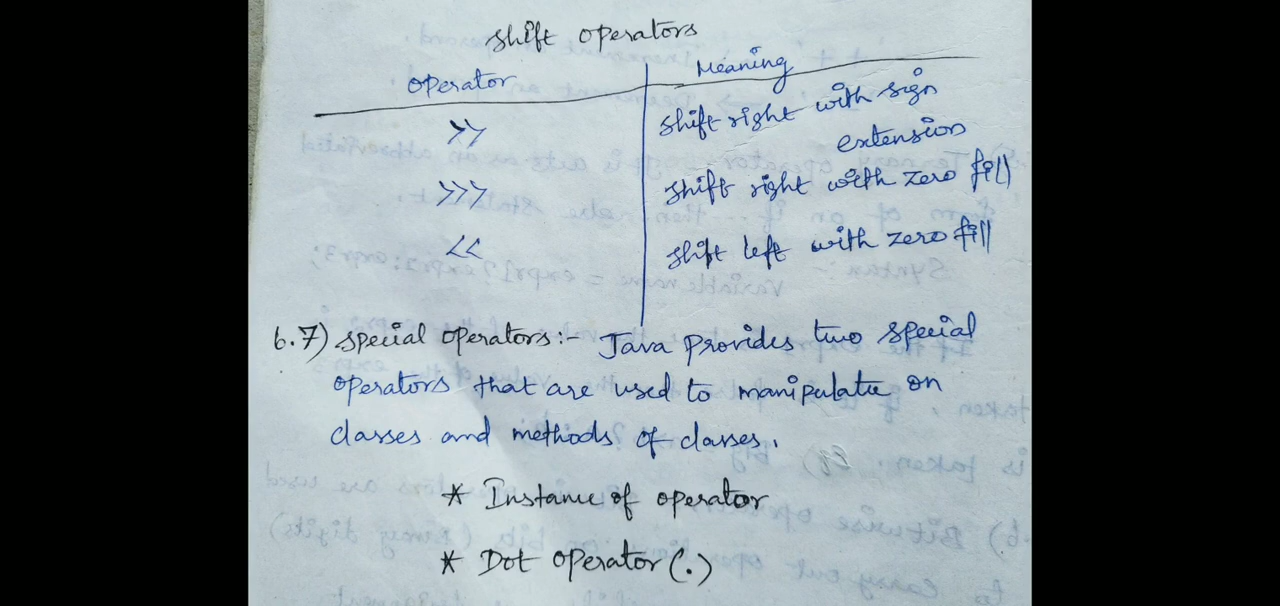 Shift operators
operator Meaning
>> shift right with sign
extension
>>> shift right with zero fill
<< shift left with zero fill
6.7) special operators:- Java provides two special
operators that are used to manipulate on
classes and methods of classes.
* Instance of operator
* Dot operator (.)